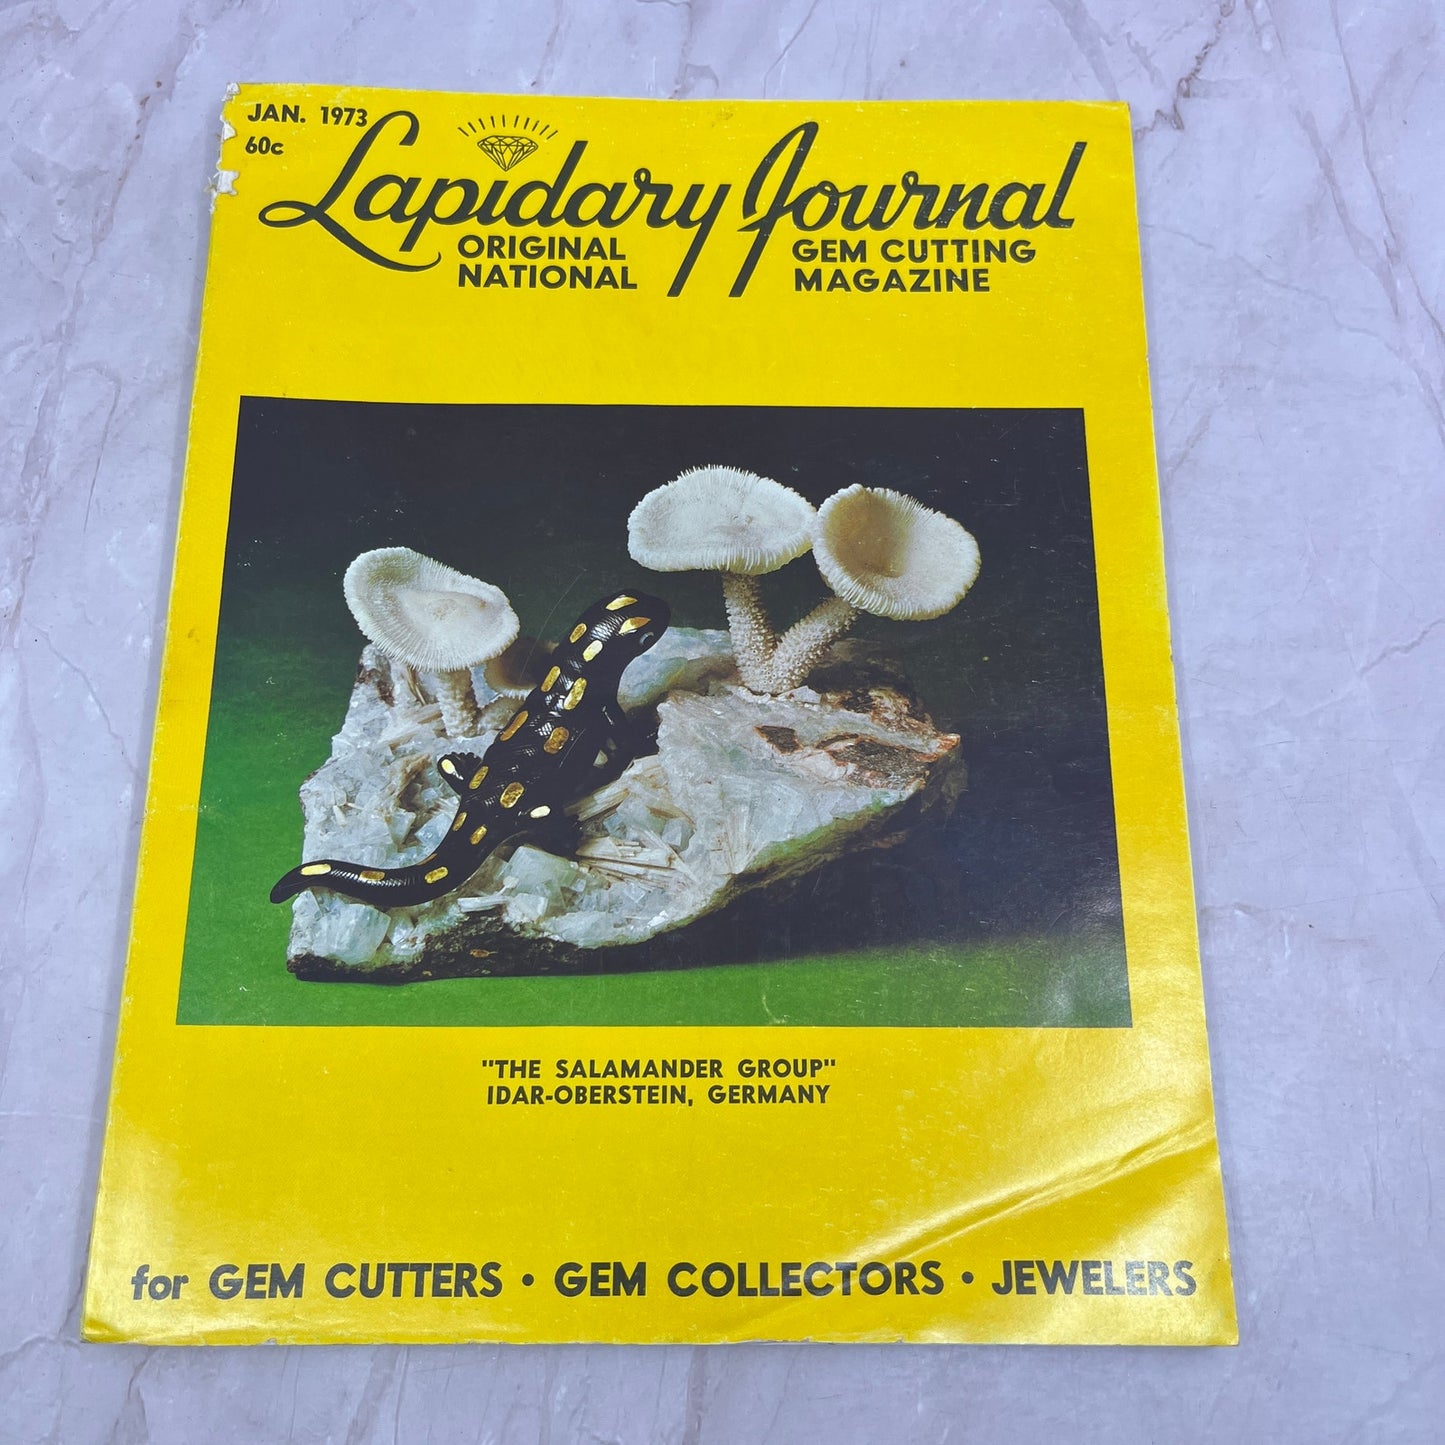 JAN. 1973
60c
Lapidary Journal
ORIGINAL NATIONAL
GEM CUTTING MAGAZINE
"THE SALAMANDER GROUP"
IDAR-OBERSTEIN, GERMANY
for GEM CUTTERS • GEM COLLECTORS • JEWELERS